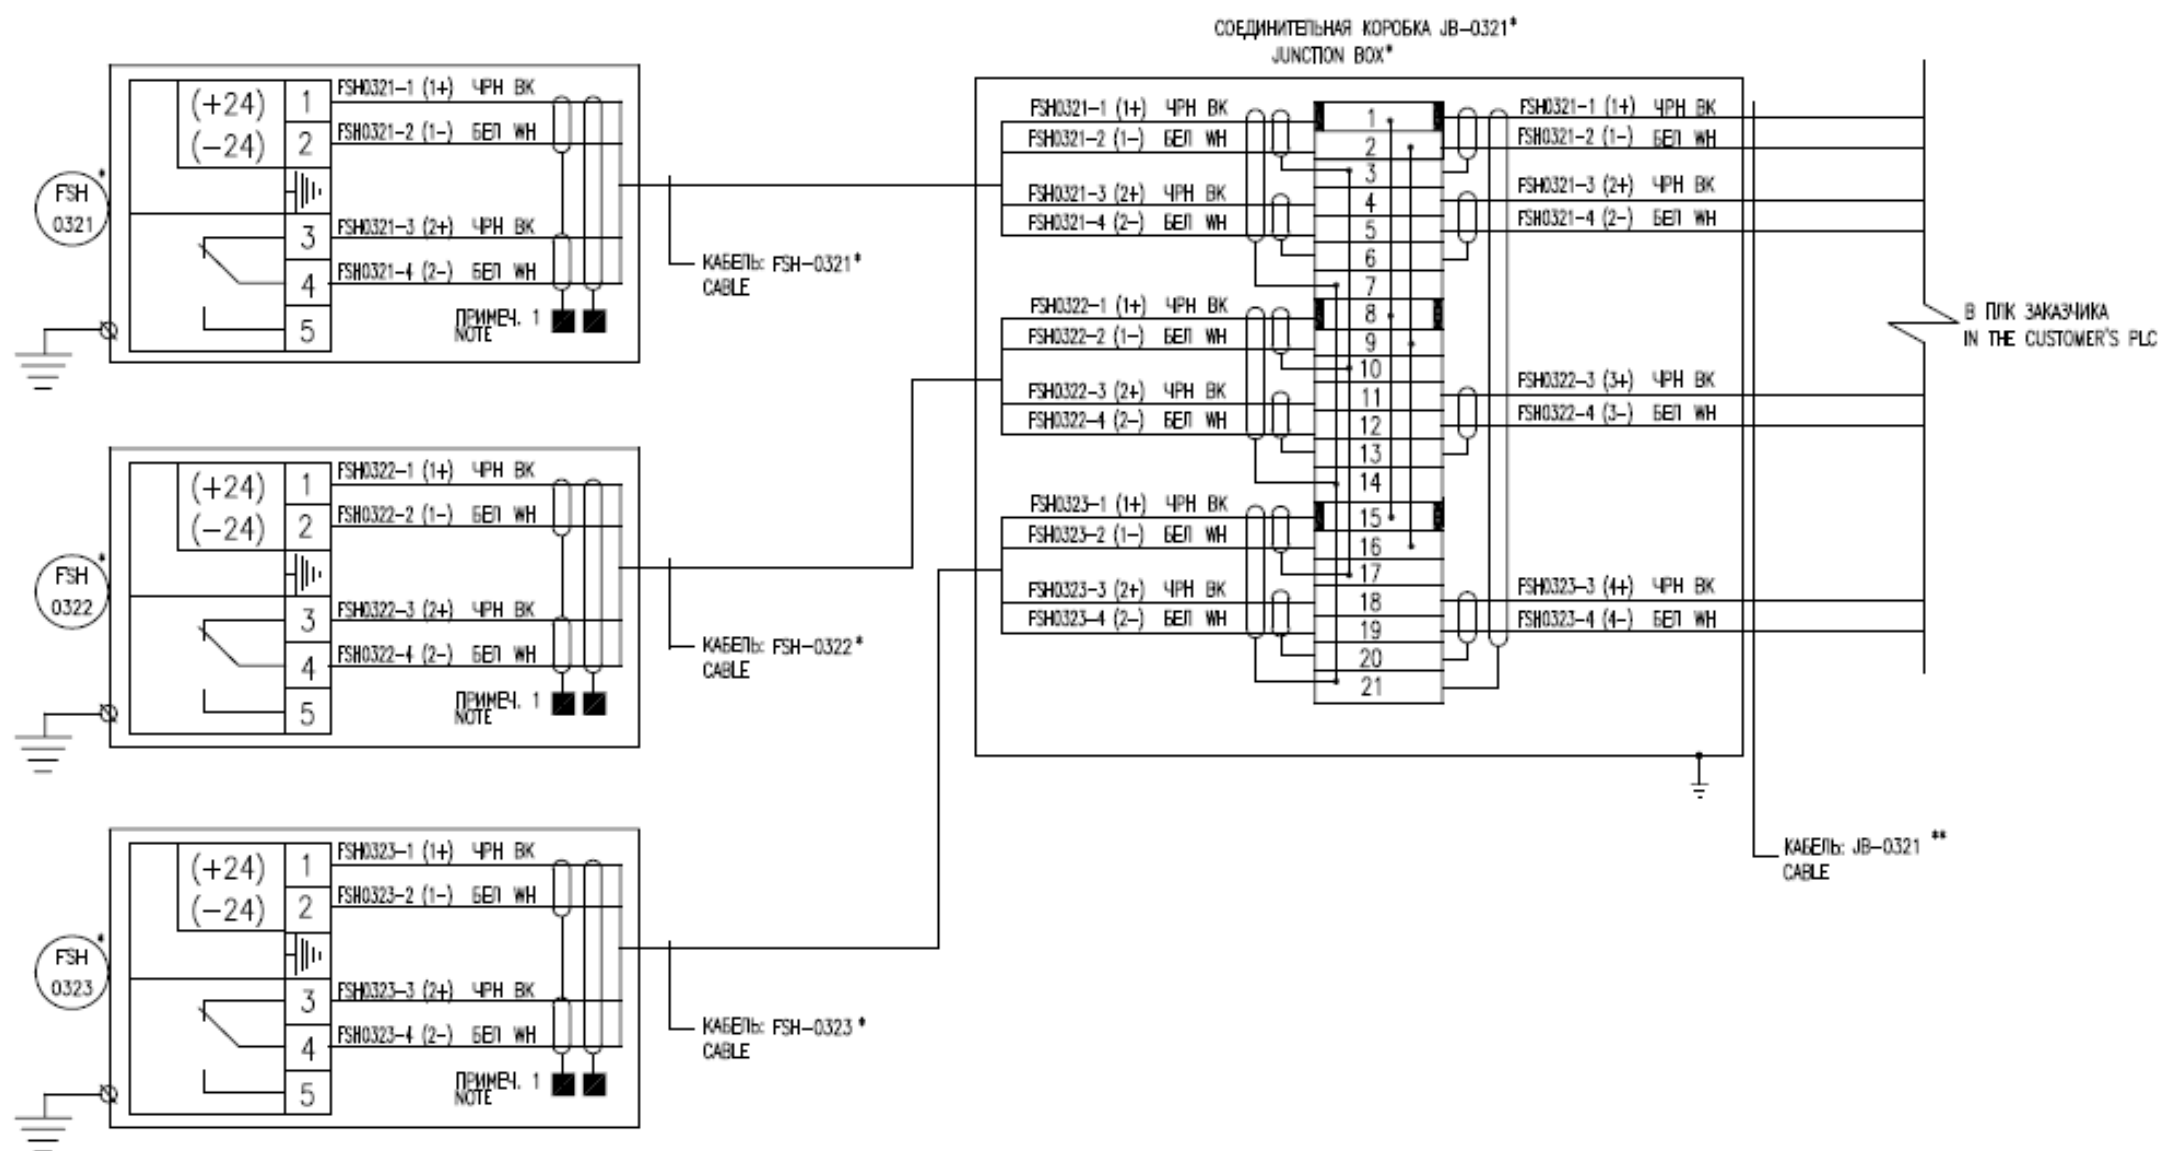 СОЕДИНИТЕЛЬНАЯ КОРОБКА JB-0321*
JUNCTION BOX*
FSH
0321
*
(+24)
(-24)
1
2
3
4
5
FSH0321-1 (1+) ЧРН BK
FSH0321-2 (1-) БЕЛ WH
FSH0321-3 (2+) ЧРН BK
FSH0321-4 (2-) БЕЛ WH
ПРИМЕЧ. 1
NOTE
КАБЕЛЬ: FSH-0321*
CABLE
FSH
0322
*
(+24)
(-24)
1
2
3
4
5
FSH0322-1 (1+) ЧРН BK
FSH0322-2 (1-) БЕЛ WH
FSH0322-3 (2+) ЧРН BK
FSH0322-4 (2-) БЕЛ WH
ПРИМЕЧ. 1
NOTE
КАБЕЛЬ: FSH-0322*
CABLE
FSH
0323
*
(+24)
(-24)
1
2
3
4
5
FSH0323-1 (1+) ЧРН BK
FSH0323-2 (1-) БЕЛ WH
FSH0323-3 (2+) ЧРН BK
FSH0323-4 (2-) БЕЛ WH
ПРИМЕЧ. 1
NOTE
КАБЕЛЬ: FSH-0323*
CABLE
FSH0321-1 (1+) ЧРН BK
FSH0321-2 (1-) БЕЛ WH
FSH0321-3 (2+) ЧРН BK
FSH0321-4 (2-) БЕЛ WH
FSH0322-1 (1+) ЧРН BK
FSH0322-2 (1-) БЕЛ WH
FSH0322-3 (2+) ЧРН BK
FSH0322-4 (2-) БЕЛ WH
FSH0323-1 (1+) ЧРН BK
FSH0323-2 (1-) БЕЛ WH
FSH0323-3 (2+) ЧРН BK
FSH0323-4 (2-) БЕЛ WH
1
2
3
4
5
6
7
8
9
10
11
12
13
14
15
16
17
18
19
20
21
FSH0321-1 (1+) ЧРН BK
FSH0321-2 (1-) БЕЛ WH
FSH0321-3 (2+) ЧРН BK
FSH0321-4 (2-) БЕЛ WH
FSH0322-3 (3+) ЧРН BK
FSH0322-4 (3-) БЕЛ WH
FSH0323-3 (4+) ЧРН BK
FSH0323-4 (4-) БЕЛ WH
В ПЛК ЗАКАЗЧИКА
IN THE CUSTOMER'S PLC
КАБЕЛЬ: JB-0321 **
CABLE